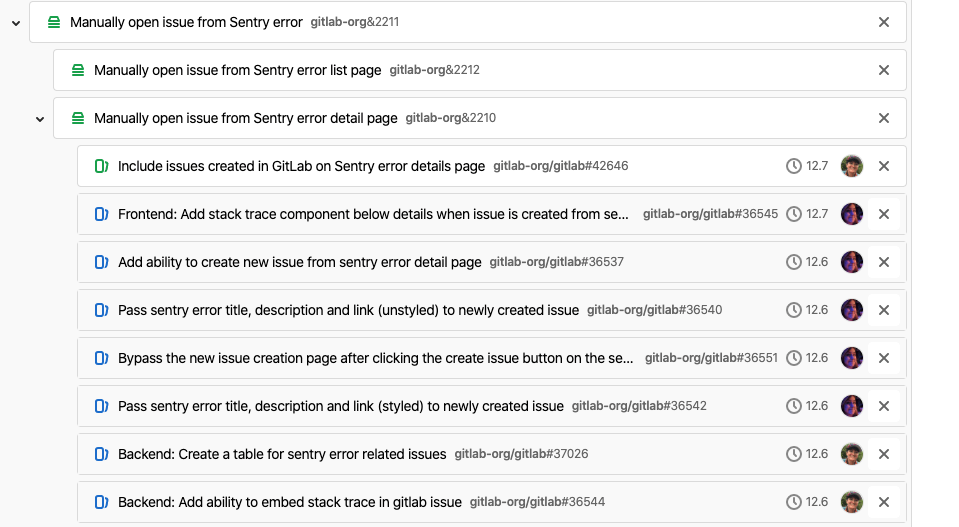 Manually open issue from Sentry error gitlab-org&2211
Manually open issue from Sentry error list page gitlab-org&2212
Manually open issue from Sentry error detail page gitlab-org&2210
Include issues created in GitLab on Sentry error details page gitlab-org/gitlab#42646 12.7
Frontend: Add stack trace component below details when issue is created from se... gitlab-org/gitlab#36545 12.7
Add ability to create new issue from sentry error detail page gitlab-org/gitlab#36537 12.6
Pass sentry error title, description and link (unstyled) to newly created issue gitlab-org/gitlab#36540 12.6
Bypass the new issue creation page after clicking the create issue button on the se... gitlab-org/gitlab#36551 12.6
Pass sentry error title, description and link (styled) to newly created issue gitlab-org/gitlab#36542 12.6
Backend: Create a table for sentry error related issues gitlab-org/gitlab#37026 12.6
Backend: Add ability to embed stack trace in gitlab issue gitlab-org/gitlab#36544 12.6